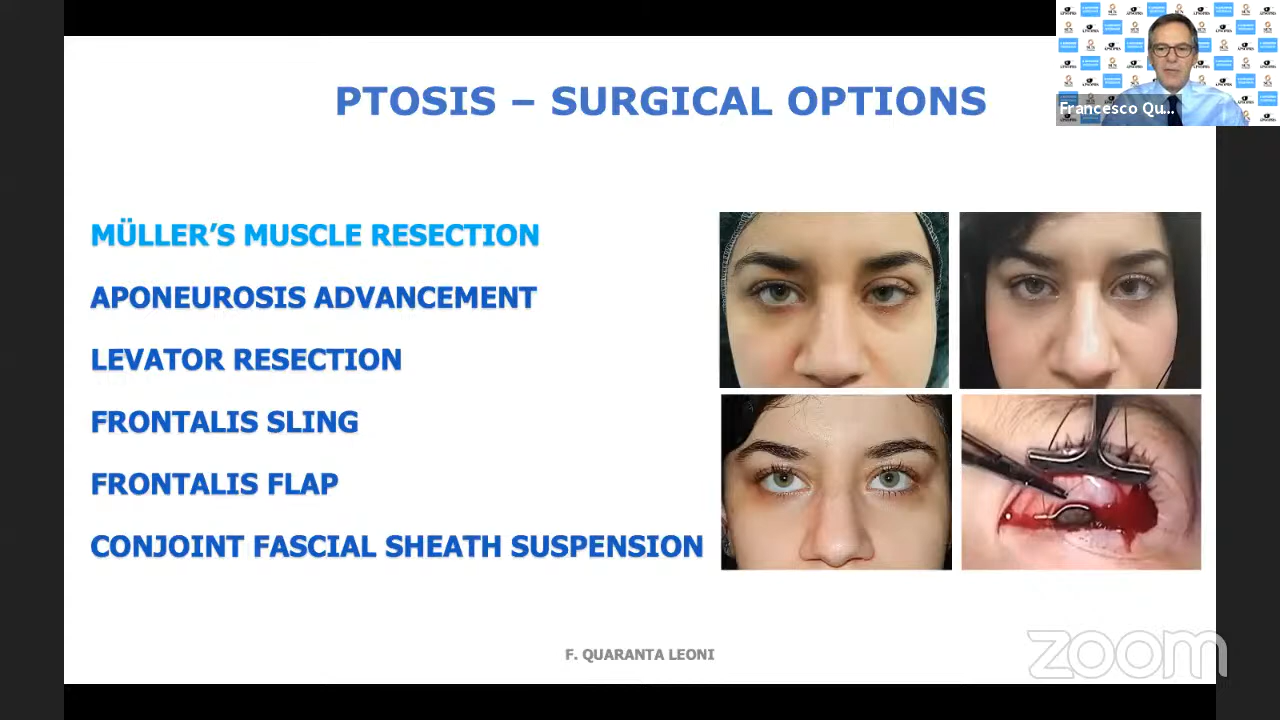 PTOSIS – SURGICAL OPTIONS
Francesco Qu...
MÜLLER'S MUSCLE RESECTION
APONEUROSIS ADVANCEMENT
LEVATOR RESECTION
FRONTALIS SLING
FRONTALIS FLAP
CONJOINT FASCIAL SHEATH SUSPENSION
F. QUARANTA LEONI
zoom